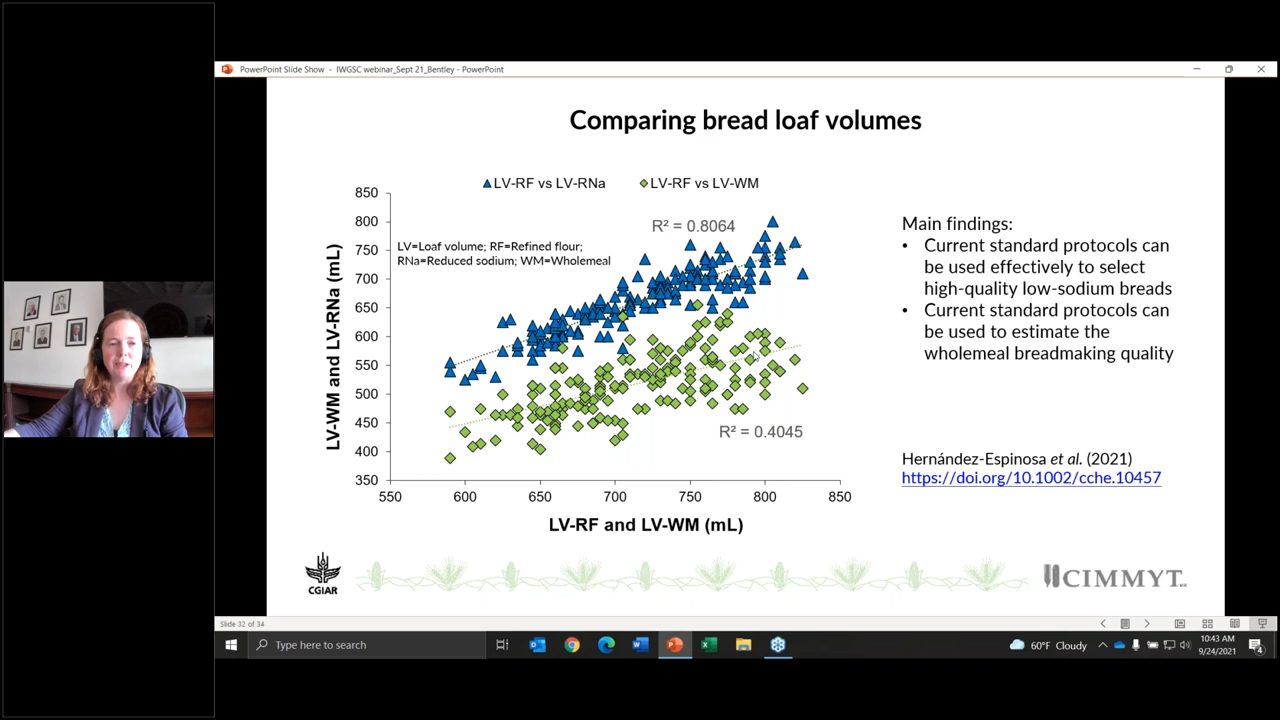 PowerPoint Slide Show - IWGSC webinar_Sept 21_Bentley - PowerPoint
Comparing bread loaf volumes
LV-RF vs LV-RNa
LV-RF vs LV-WM
850
800
750
700
650
600
550
500
450
400
350
LV-WM and LV-RNa (mL)
R² = 0.8064
LV=Loaf volume; RF=Refined flour;
RNa=Reduced sodium; WM=Wholemeal
R² = 0.4045
550
600
650
700
750
800
850
LV-RF and LV-WM (mL)
Main findings:
• Current standard protocols can
be used effectively to select
high-quality low-sodium breads
• Current standard protocols can
be used to estimate the
wholemeal breadmaking quality
Hernández-Espinosa et al. (2021)
https://doi.org/10.1002/cche.10457
CGIAR
CIMMYT
Slide 32 of 34
Type here to search
60°F Cloudy
10:43 AM
9/24/2021
4